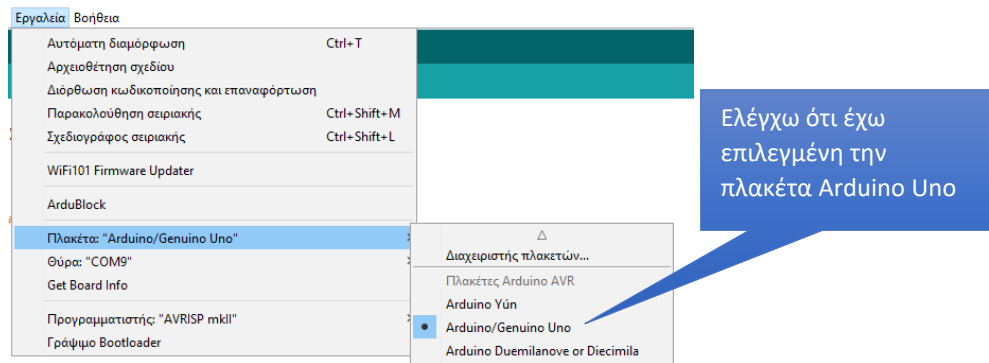 Εργαλεία Βοήθεια
Αυτόματη διαμόρφωση Ctrl+T
Αρχειοθέτηση σχεδίου
Διόρθωση κωδικοποίησης και επαναφόρτωση
Παρακολούθηση σειριακής Ctrl+Shift+M
Σχεδιογράφος σειριακής Ctrl+Shift+L
WiFi101 Firmware Updater
ArduBlock
Πλακέτα: "Arduino/Genuino Uno"
Θύρα: "COM9"
Get Board Info
Προγραμματιστής: "AVRISP mkII"
Γράψιμο Bootloader
Διαχειριστής πλακετών...
Πλακέτες Arduino AVR
Arduino Yún
Arduino/Genuino Uno
Arduino Duemilanove or Diecimila
Ελέγχω ότι έχω
επιλεγμένη την
πλακέτα Arduino Uno